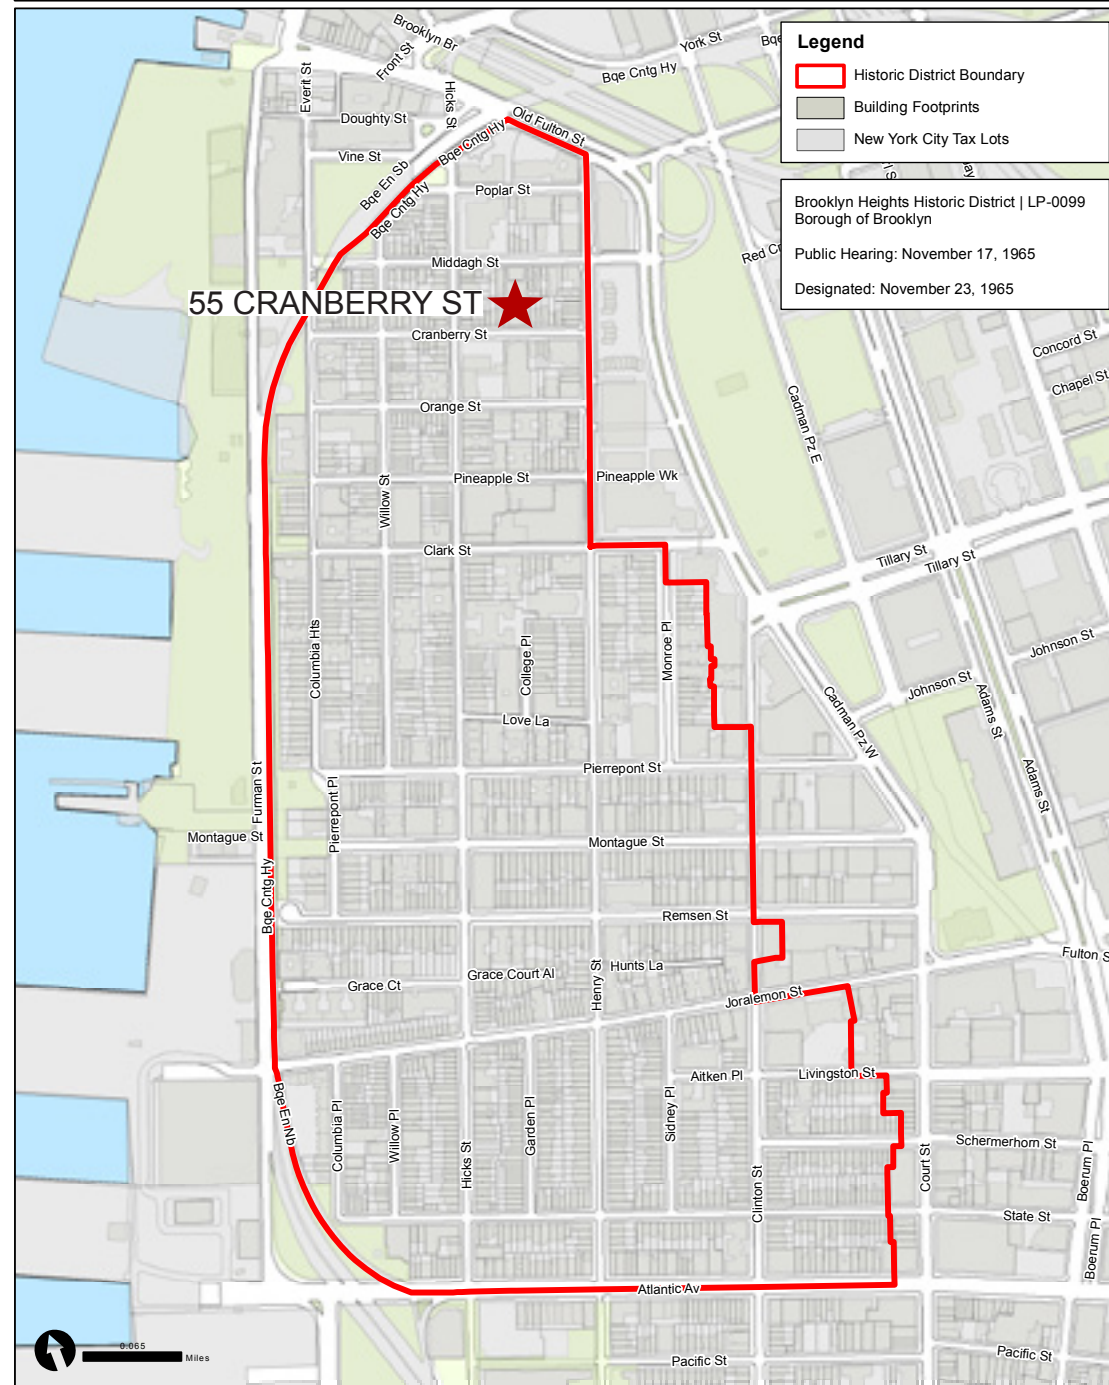 Brooklyn Br
Front St
York St
Bqe
Bqe Cntg Hy
Legend
Historic District Boundary
Building Footprints
New York City Tax Lots
Everit St
Hicks St
Doughty St
Old Fulton St
Vine St
Bqe Cntg Hy
Bqe En Sb
Bqe Cntg Hy
Poplar St
Brooklyn Heights Historic District | LP-0099
Borough of Brooklyn
Public Hearing: November 17, 1965
Designated: November 23, 1965
Middagh St
55 CRANBERRY ST
Cranberry St
Concord St
Chapel St
Cadman Pz E
Orange St
Pineapple St
Pineapple Wk
Willow St
Clark St
Tillary St
Tillary St
Columbia Hts
College Pl
Monroe Pl
Johnson St
Johnson St
Adams St
Cadman Pz W
Love La
Pierrepont St
Adams St
Furman St
Pierrepont Pl
Montague St
Montague St
Bqe Cntg Hy
Remsen St
Hunts La
Grace Court Al
Grace Ct
Henry St
Fulton S
Joralemon St
Aitken Pl
Livingston St
Bqe En Nb
Columbia Pl
Willow Pl
Hicks St
Garden Pl
Sidney Pl
Clinton St
Court St
Schermerhorn St
Boerum Pl
State St
Boerum Pl
Atlantic Av
0.065
Miles
Pacific St
Pacific St